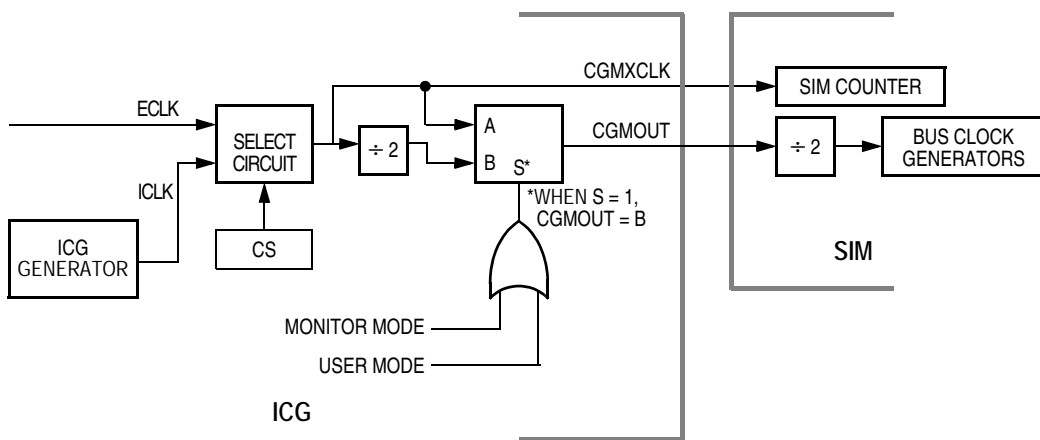 CGMXCLK
SIM COUNTER
ECLK
SELECT
CIRCUIT
÷ 2
A
B
S*
CGMOUT
÷ 2
BUS CLOCK
GENERATORS
*WHEN S = 1,
CGMOUT = B
ICLK
ICG
GENERATOR
CS
SIM
MONITOR MODE
USER MODE
ICG